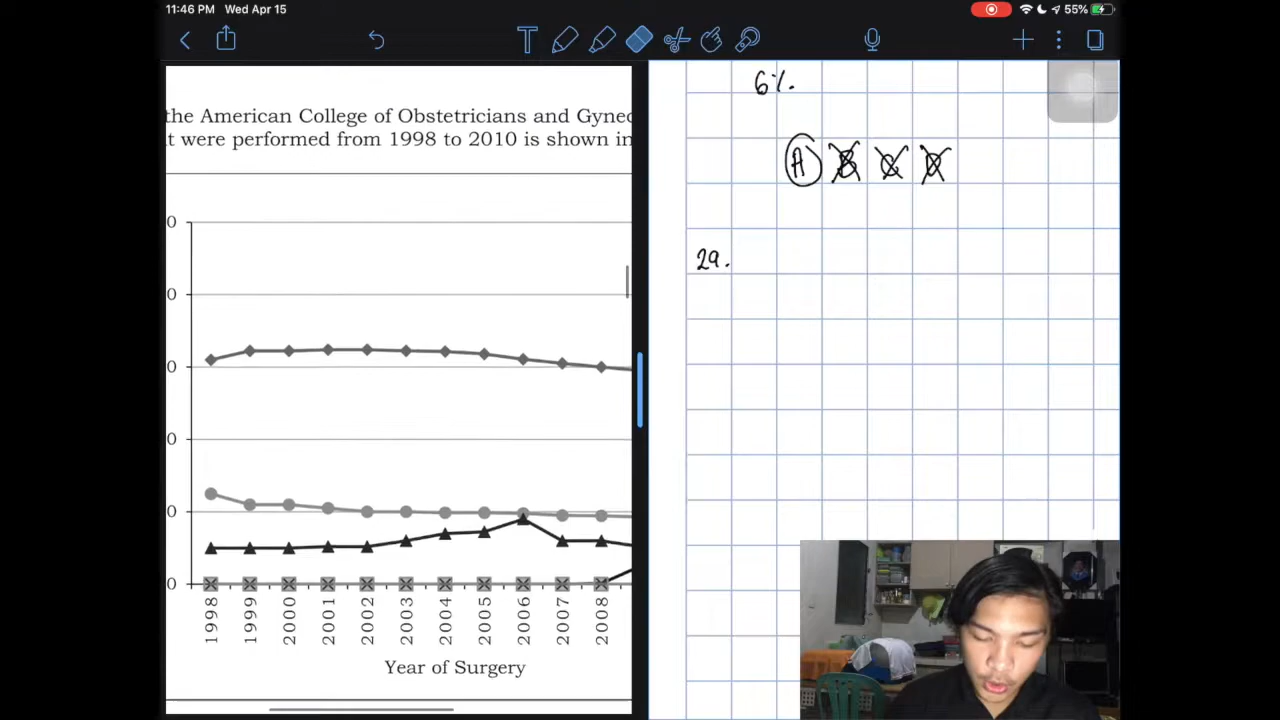 11:46 PM Wed Apr 15
55%
the American College of Obstetricians and Gynec
t were performed from 1998 to 2010 is shown in
0
0
0
0
0
0
1998 1999 2000 2001 2002 2003 2004 2005 2006 2007 2008
Year of Surgery
6%.
A B C D
29.